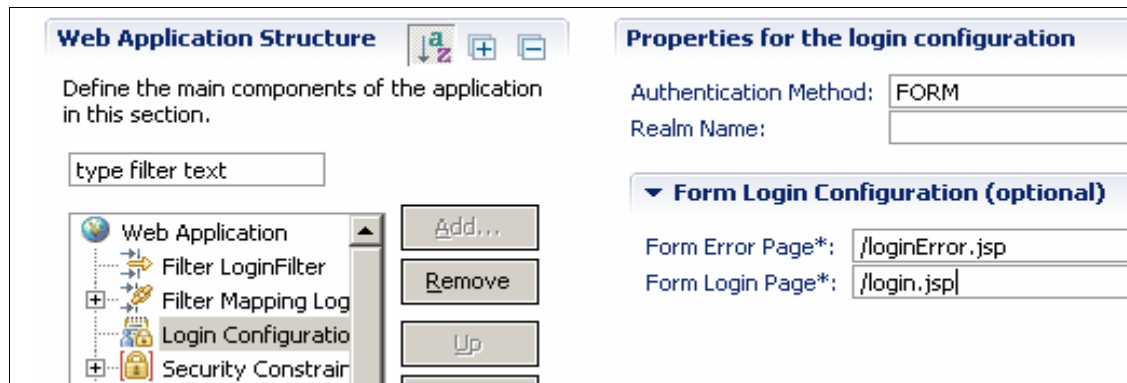 Web Application Structure
Define the main components of the application
in this section.
type filter text
Web Application
Filter LoginFilter
Filter Mapping Log
Login Configuratio
Security Constrair
Add...
Remove
Up
Properties for the login configuration
Authentication Method: FORM
Realm Name:
Form Login Configuration (optional)
Form Error Page*: /loginError.jsp
Form Login Page*: /login.jsp